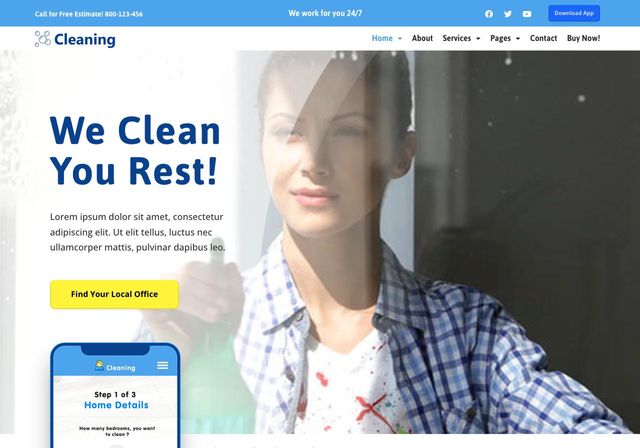 Call for Free Estimate! 800-123-456
We work for you 24/7
Download App
Cleaning
Home
About
Services
Pages
Contact
Buy Now!
We Clean
You Rest!
Lorem ipsum dolor sit amet, consectetur
adipiscing elit. Ut elit tellus, luctus nec
ullamcorper mattis, pulvinar dapibus leo.
Find Your Local Office
Cleaning
Step 1 of 3
Home Details
How many bedrooms, you want
to clean ?